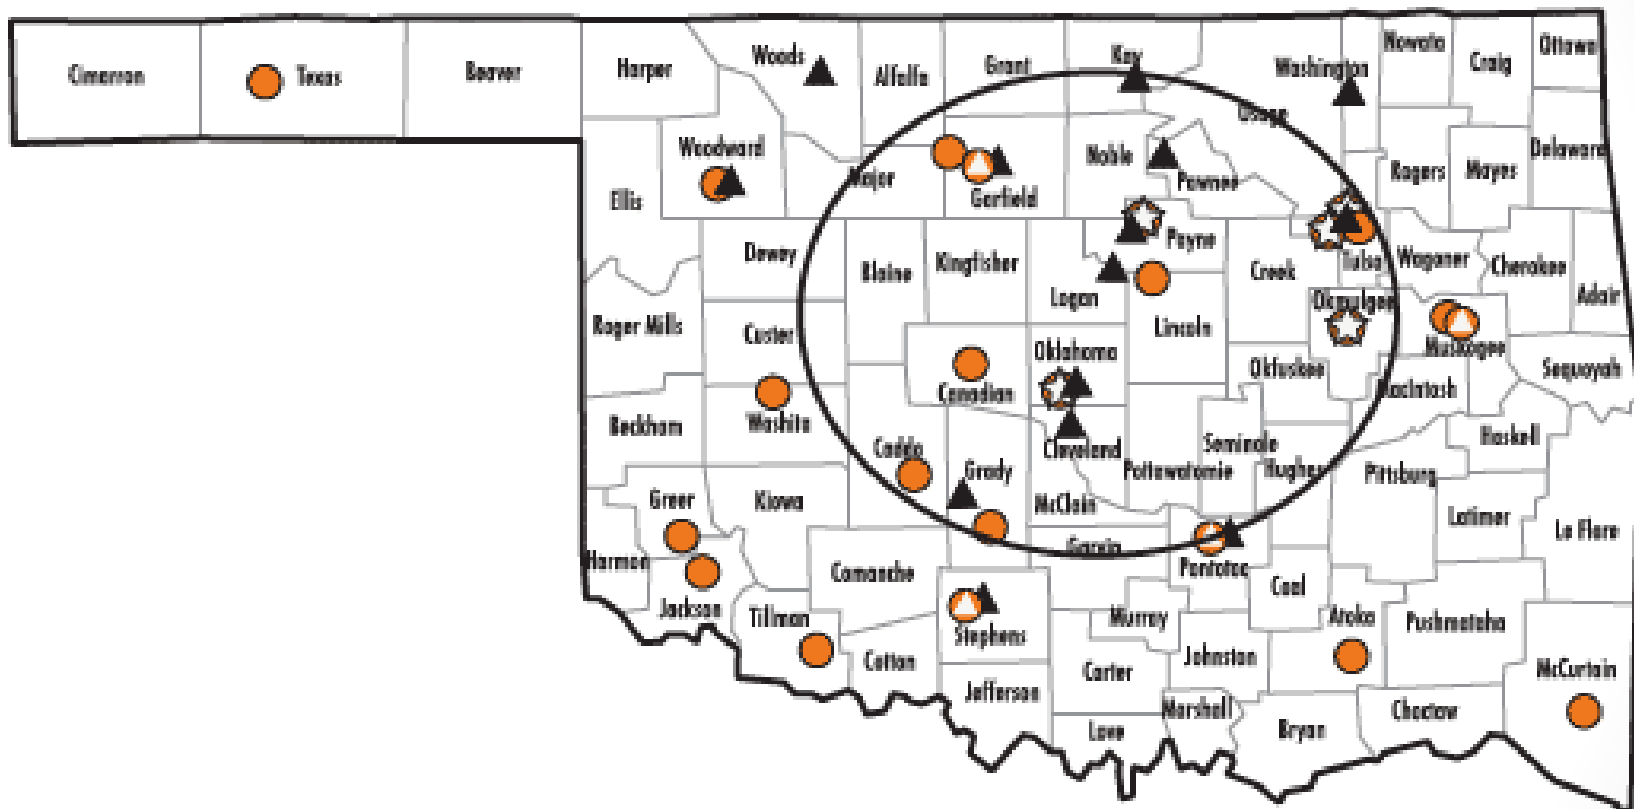 Cimarron
Texas
Beaver
Harper
Woods
Alfalfa
Grant
Kay
Washington
Nowata
Craig
Ottawa
Osage
Woodward
Major
Ellis
Garfield
Noble
Pawnee
Rogers
Mayes
Delaware
Dewey
Blaine
Kingfisher
Logan
Payne
Creek
Tulsa
Wagoner
Cherokee
Adair
Roger Mills
Custer
Canadian
Oklahoma
Lincoln
Okmulgee
Okfuskee
Muskogee
MacIntosh
Sequoyah
Beckham
Washita
Caddo
Grady
Cleveland
McClain
Pottawatomie
Seminole
Hughes
Pittsburg
Haskell
Latimer
Le Flore
Greer
Kiowa
Harmon
Jackson
Tillman
Comanche
Cotton
Stephens
Jefferson
Garvin
Pontotoc
Murray
Carter
Love
Coal
Johnston
Marshall
Atoka
Bryan
Pushmataha
Choctaw
McCurtain